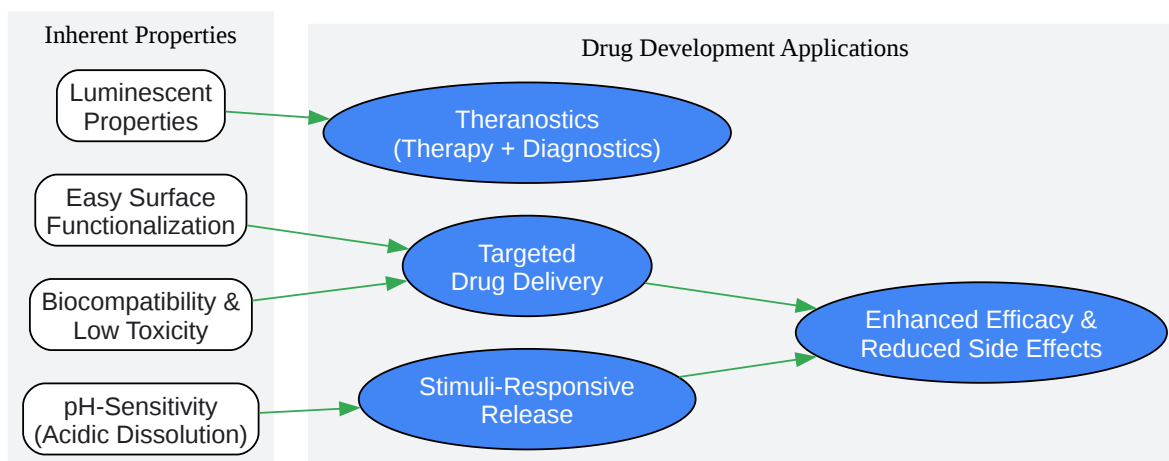 Inherent Properties
Luminescent
Properties
Easy Surface
Functionalization
Biocompatibility &
Low Toxicity
pH-Sensitivity
(Acidic Dissolution)
Drug Development Applications
Theranostics
(Therapy + Diagnostics)
Targeted
Drug Delivery
Stimuli-Responsive
Release
Enhanced Efficacy &
Reduced Side Effects